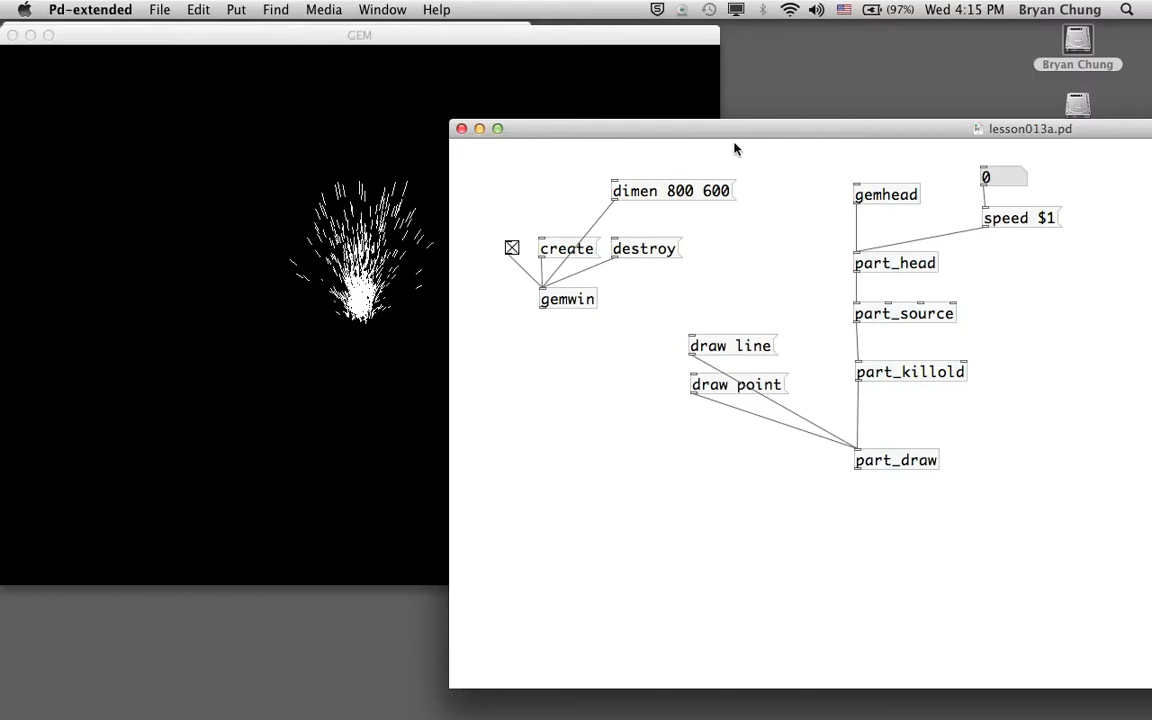 Pd-extended File Edit Put Find Media Window Help (97%) Wed 4:15 PM Bryan Chung
GEM
Bryan Chung
lesson013a.pd
dimen 800 600
gemhead
0
speed $1
create
destroy
part_head
gemwin
part_source
draw line
part_killold
draw point
part_draw